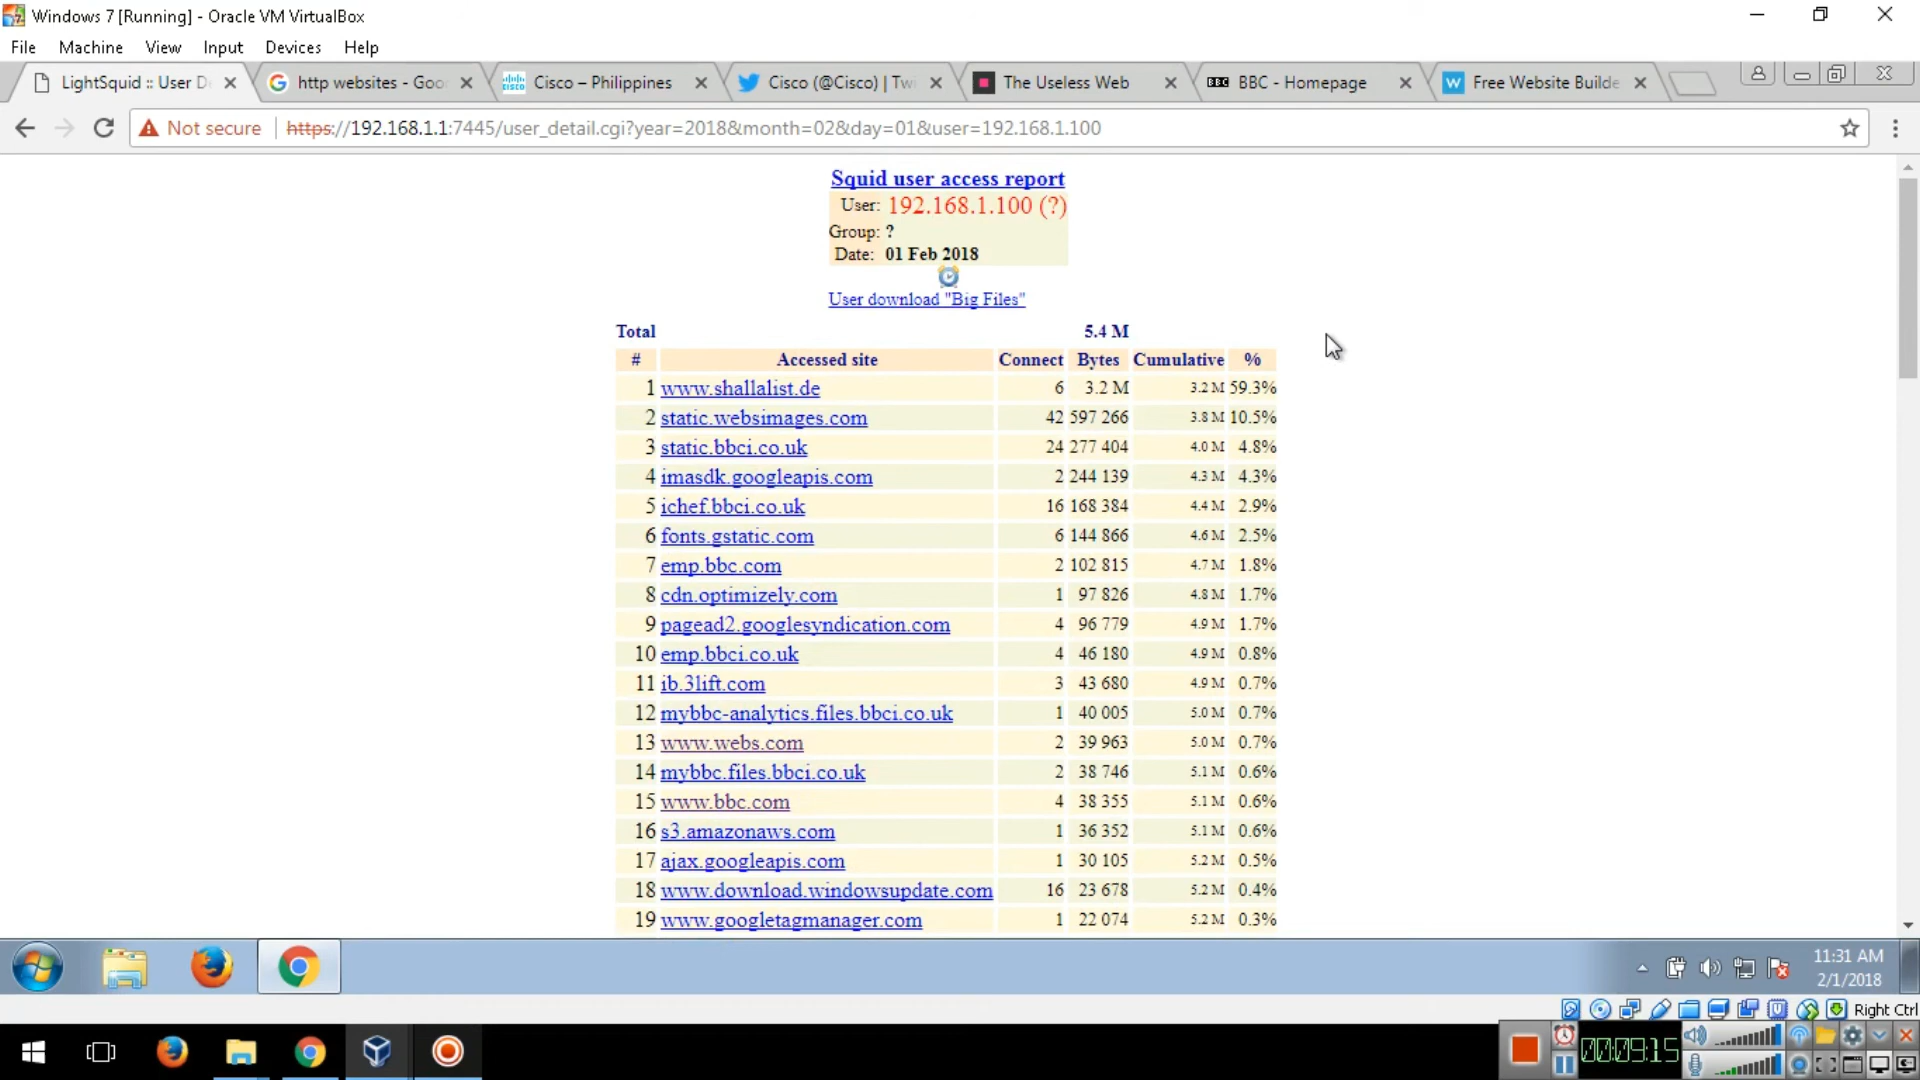 Windows 7 [Running] - Oracle VM VirtualBox
File Machine View Input Devices Help
LightSquid :: User D
http websites - Goo
Cisco – Philippines
Cisco (@Cisco) | Twi
The Useless Web
BBC - Homepage
Free Website Builde
Not secure https://192.168.1.1:7445/user_detail.cgi?year=2018&month=02&day=01&user=192.168.1.100
Squid user access report
User: 192.168.1.100 (?)
Group: ?
Date: 01 Feb 2018
User download "Big Files"
Total 5.4 M
# Accessed site Connect Bytes Cumulative %
1 www.shallalist.de 6 3.2 M 3.2 M 59.3%
2 static.websimages.com 42 597 266 3.8 M 10.5%
3 static.bbci.co.uk 24 277 404 4.0 M 4.8%
4 imasdk.googleapis.com 2 244 139 4.3 M 4.3%
5 ichef.bbci.co.uk 16 168 384 4.4 M 2.9%
6 fonts.gstatic.com 6 144 866 4.6 M 2.5%
7 emp.bbc.com 2 102 815 4.7 M 1.8%
8 cdn.optimizely.com 1 97 826 4.8 M 1.7%
9 pagead2.googlesyndication.com 4 96 779 4.9 M 1.7%
10 emp.bbci.co.uk 4 46 180 4.9 M 0.8%
11 ib.3lift.com 3 43 680 4.9 M 0.7%
12 mybbc-analytics.files.bbci.co.uk 1 40 005 5.0 M 0.7%
13 www.webs.com 2 39 963 5.0 M 0.7%
14 mybbc.files.bbci.co.uk 2 38 746 5.1 M 0.6%
15 www.bbc.com 4 38 355 5.1 M 0.6%
16 s3.amazonaws.com 1 36 352 5.1 M 0.6%
17 ajax.googleapis.com 1 30 105 5.2 M 0.5%
18 www.download.windowsupdate.com 16 23 678 5.2 M 0.4%
19 www.googletagmanager.com 1 22 074 5.2 M 0.3%
11:31 AM
2/1/2018
Right Ctrl
00:09:15